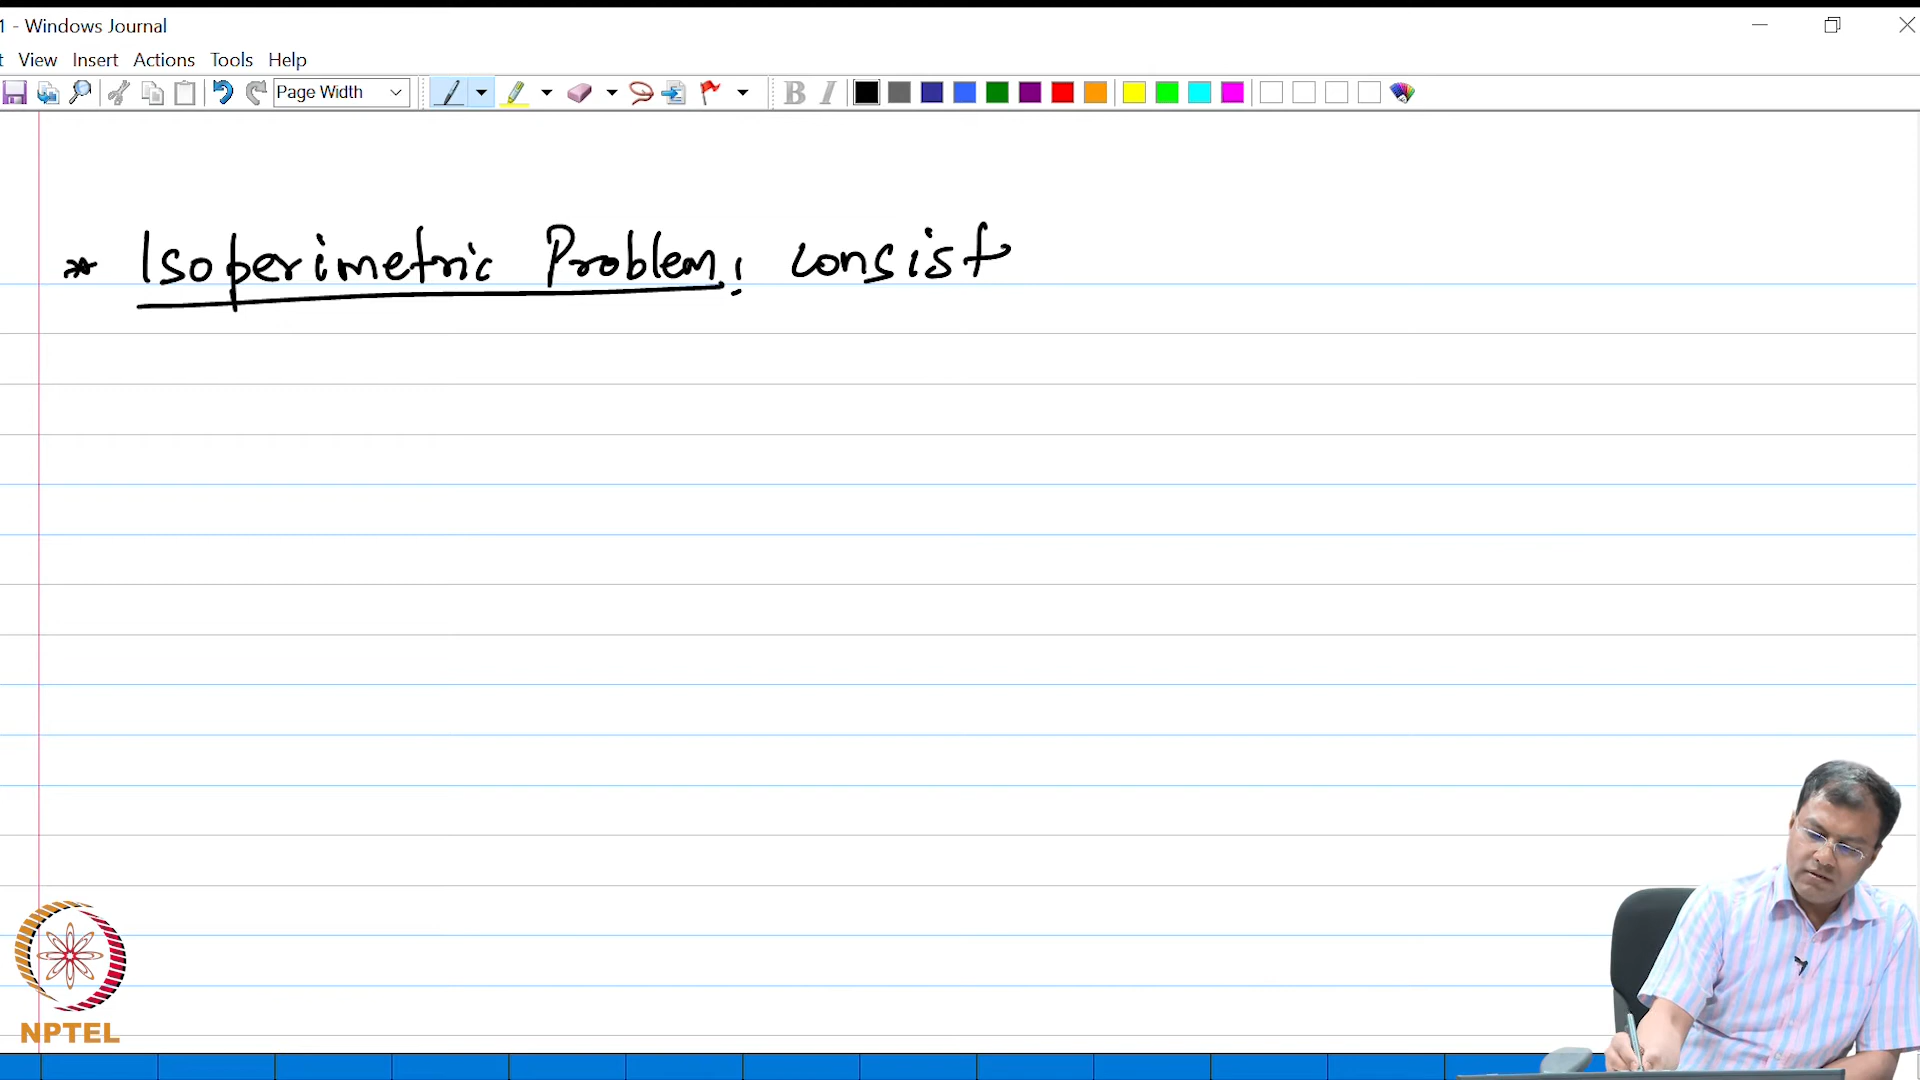 1 - Windows Journal
t View Insert Actions Tools Help
Page Width B I
* Isoperimetric Problem: consist
NPTEL